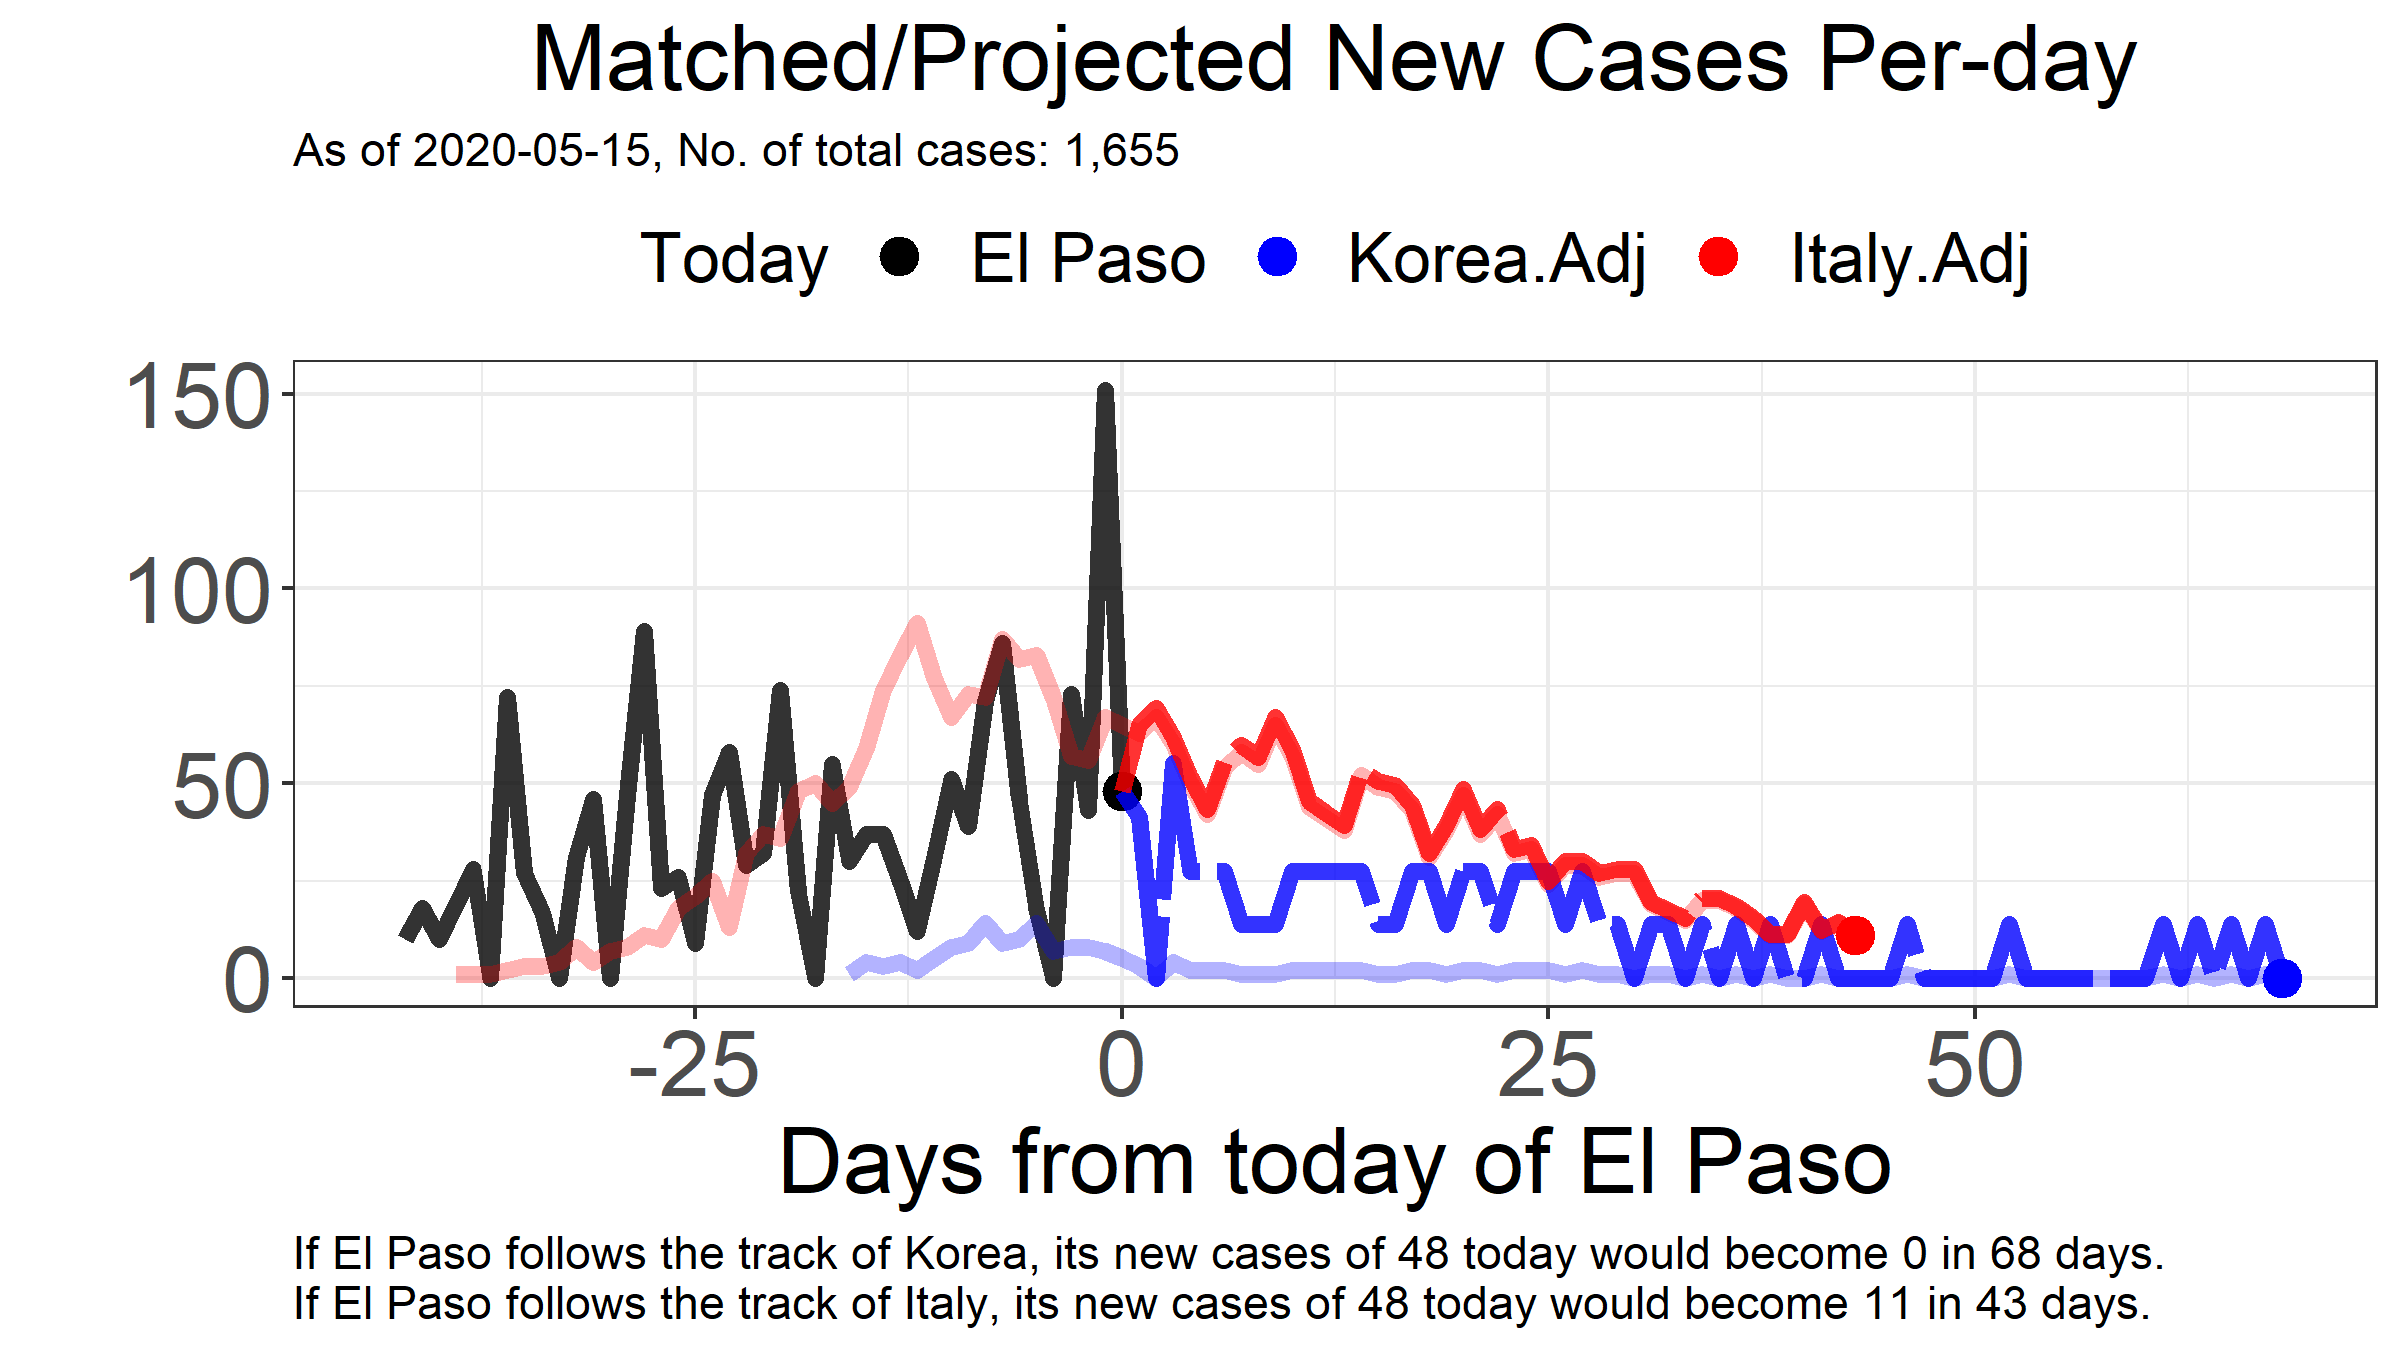 Matched/Projected New Cases Per-day
As of 2020-05-15, No. of total cases: 1,655
Today El Paso Korea.Adj Italy.Adj
150
100
50
0
-25 0 25 50
Days from today of El Paso
If El Paso follows the track of Korea, its new cases of 48 today would become 0 in 68 days.
If El Paso follows the track of Italy, its new cases of 48 today would become 11 in 43 days.